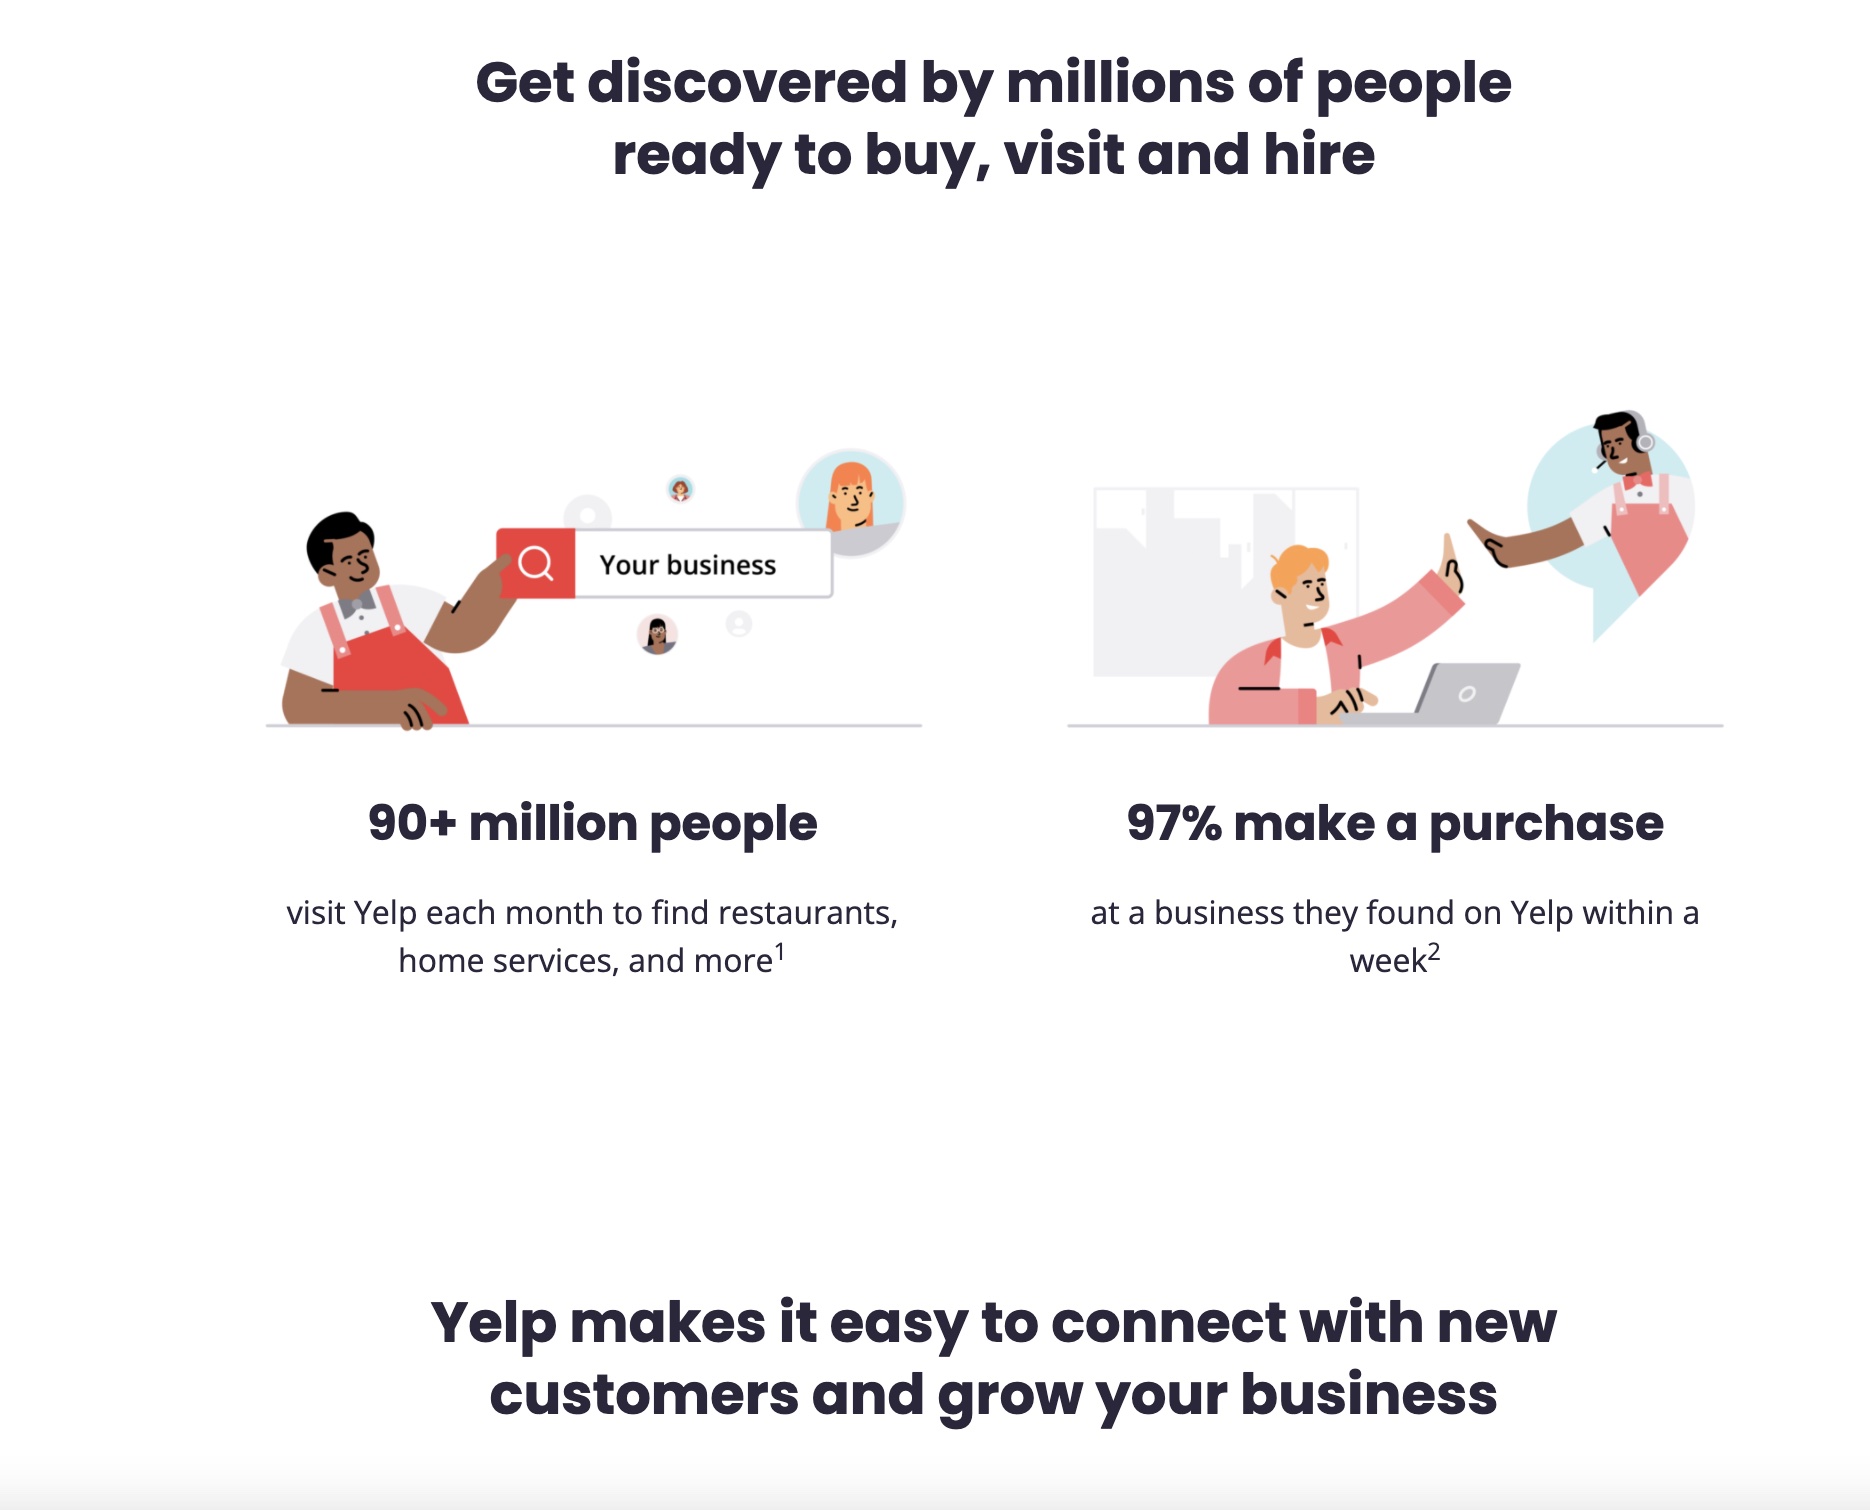 Get discovered by millions of people
ready to buy, visit and hire
Your business
90+ million people
visit Yelp each month to find restaurants,
home services, and more¹
97% make a purchase
at a business they found on Yelp within a
week²
Yelp makes it easy to connect with new
customers and grow your business